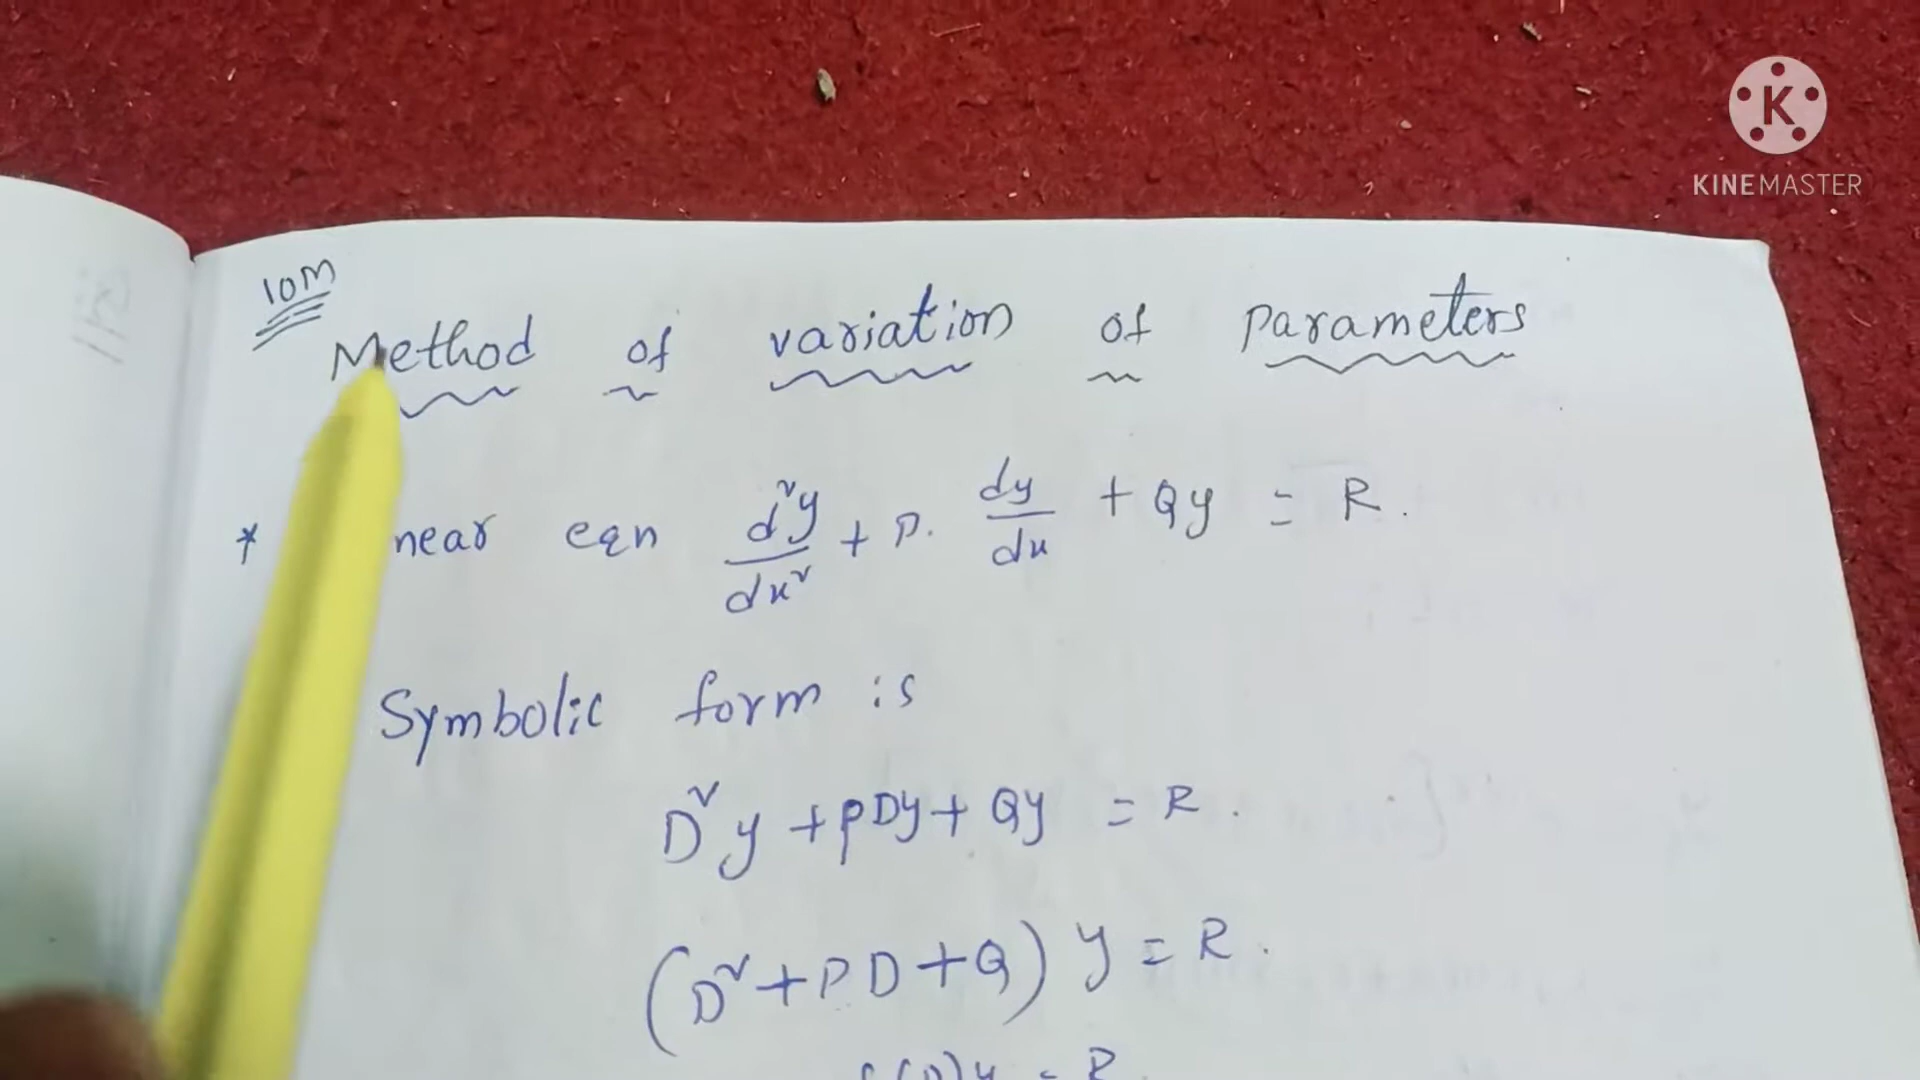 KINEMASTER
10M
Method of variation of parameters
* near eqn d²y/dx² + P. dy/dx + Qy = R.
Symbolic form is
D²y + PDy + Qy = R.
(D² + PD + Q) y = R.